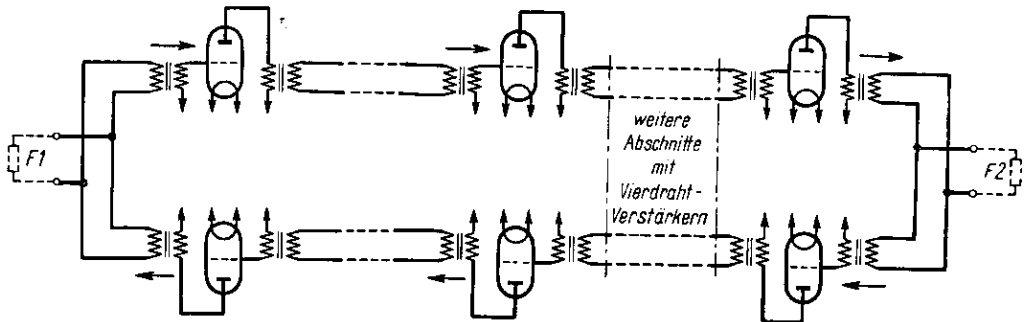 F1
weitere
Abschnitte
mit
Vierdraht-
Verstärkern
F2